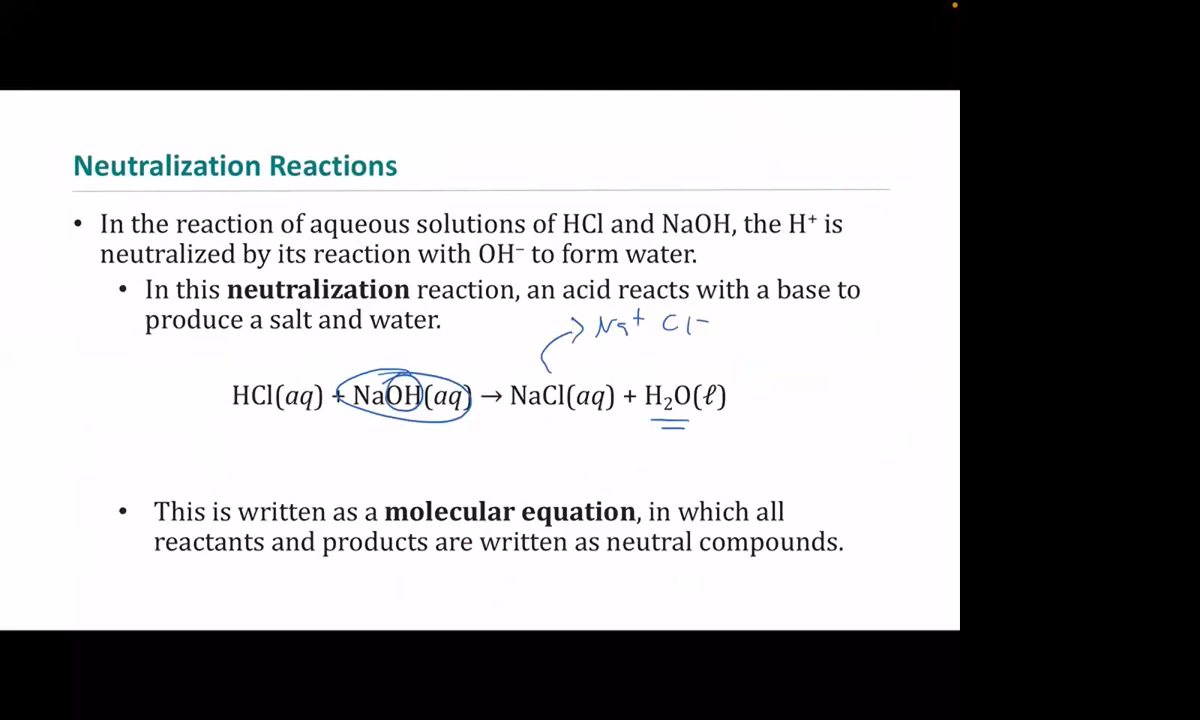 Neutralization Reactions
• In the reaction of aqueous solutions of HCl and NaOH, the H⁺ is
neutralized by its reaction with OH⁻ to form water.
• In this neutralization reaction, an acid reacts with a base to
produce a salt and water.
Na⁺ Cl⁻
HCl(aq) + NaOH(aq) → NaCl(aq) + H₂O(ℓ)
• This is written as a molecular equation, in which all
reactants and products are written as neutral compounds.